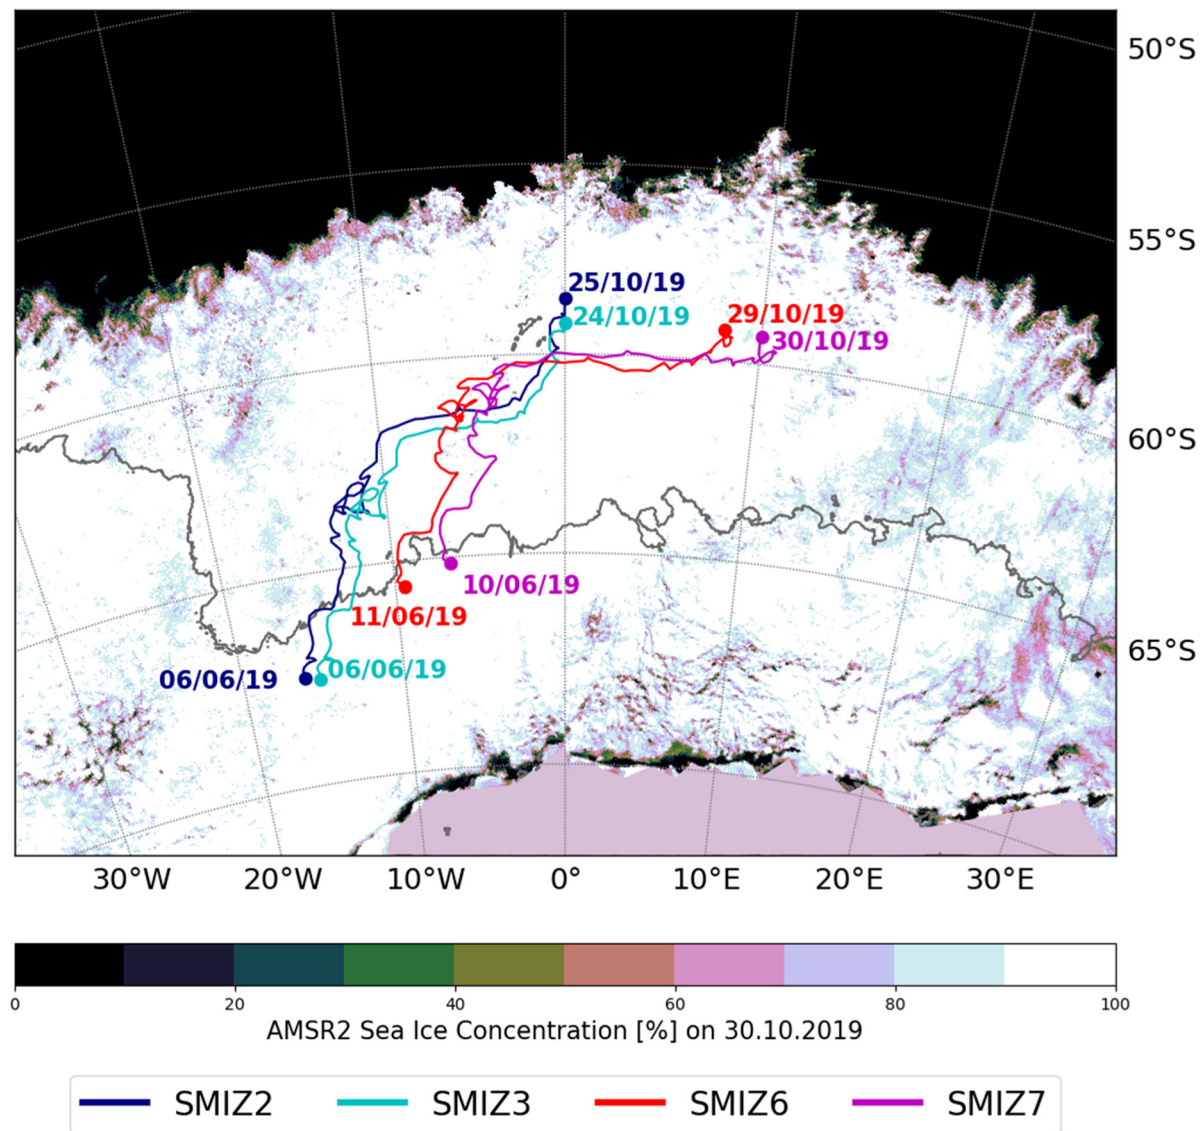 50°S
55°S
25/10/19
24/10/19
29/10/19
30/10/19
60°S
10/06/19
11/06/19
06/06/19
06/06/19
65°S
30°W 20°W 10°W 0° 10°E 20°E 30°E
0 20 40 60 80 100
AMSR2 Sea Ice Concentration [%] on 30.10.2019
SMIZ2 SMIZ3 SMIZ6 SMIZ7